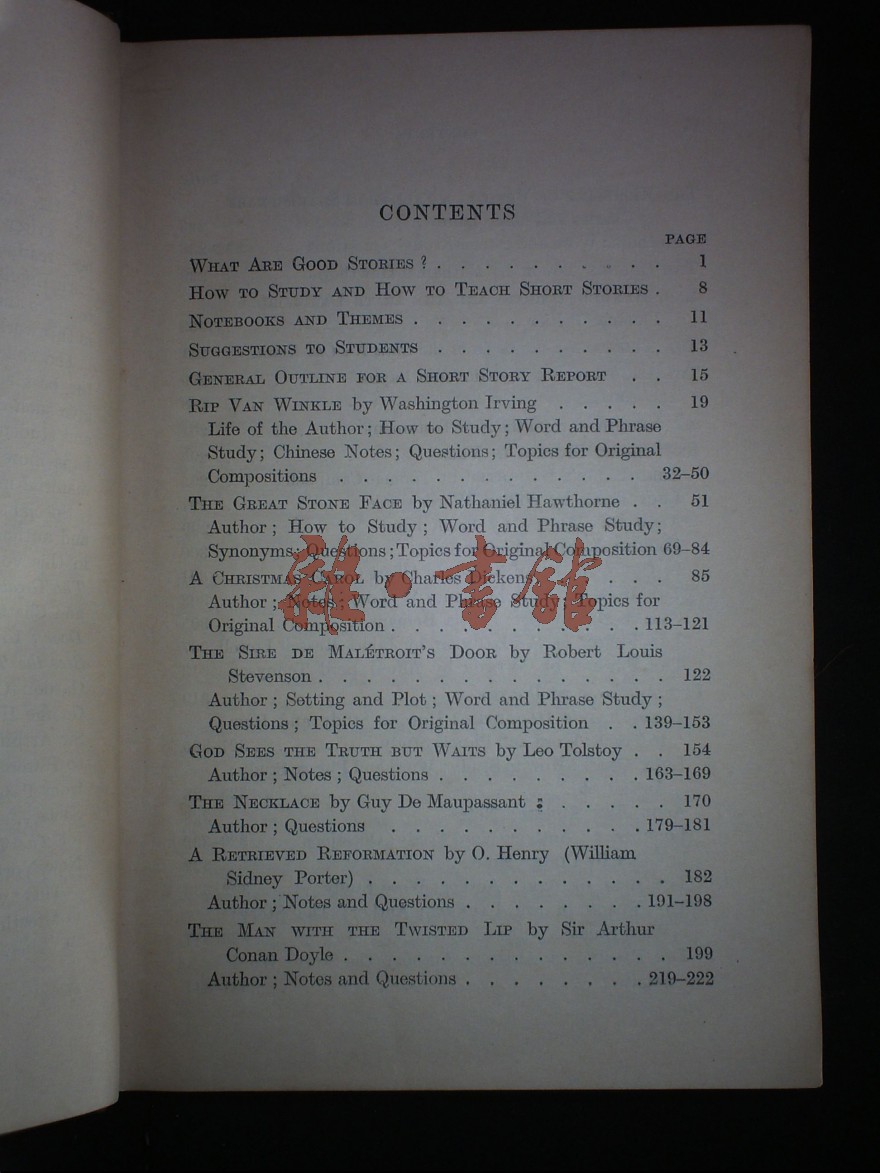 CONTENTS
PAGE
WHAT ARE GOOD STORIES ? . . . . . . . . . . 1
HOW TO STUDY AND HOW TO TEACH SHORT STORIES . 8
NOTEBOOKS AND THEMES . . . . . . . . . . . 11
SUGGESTIONS TO STUDENTS . . . . . . . . . . 13
GENERAL OUTLINE FOR A SHORT STORY REPORT . . 15
RIP VAN WINKLE by Washington Irving . . . . . 19
Life of the Author; How to Study; Word and Phrase
Study; Chinese Notes; Questions; Topics for Original
Compositions . . . . . . . . . . . . . 32–50
THE GREAT STONE FACE by Nathaniel Hawthorne . . 51
Author ; How to Study ; Word and Phrase Study;
Synonyms; Questions ; Topics for Original Composition 69–84
A CHRISTMAS CAROL by Charles Dickens . . . . . 85
Author ; Notes ; Word and Phrase Study ; Topics for
Original Composition . . . . . . . . . . . 113–121
THE SIRE DE MALÉTROIT'S DOOR by Robert Louis
Stevenson . . . . . . . . . . . . . . . 122
Author ; Setting and Plot ; Word and Phrase Study ;
Questions ; Topics for Original Composition . . 139–153
GOD SEES THE TRUTH BUT WAITS by Leo Tolstoy . . 154
Author ; Notes ; Questions . . . . . . . . . 163–169
THE NECKLACE by Guy De Maupassant . . . . . . 170
Author ; Questions . . . . . . . . . . . 179–181
A RETRIEVED REFORMATION by O. Henry (William
Sidney Porter) . . . . . . . . . . . . . 182
Author ; Notes and Questions . . . . . . . . 191–198
THE MAN WITH THE TWISTED LIP by Sir Arthur
Conan Doyle . . . . . . . . . . . . . . 199
Author ; Notes and Questions . . . . . . . . 219–222
雜·書館